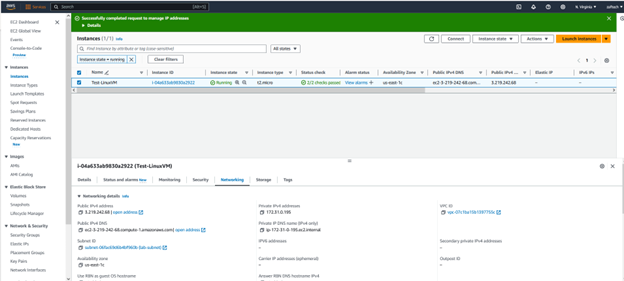 aws
Services
Search
[Option+S]
N. Virginia
EC2 Dashboard
EC2 Global View
Events
Console-to-Code
Preview
Instances
Instances
Instance Types
Launch Templates
Spot Requests
Savings Plans
Reserved Instances
Dedicated Hosts
Capacity Reservations
New
Images
AMIs
AMI Catalog
Elastic Block Store
Volumes
Snapshots
Lifecycle Manager
Network & Security
Security Groups
Elastic IPs
Placement Groups
Key Pairs
Network Interfaces
Successfully completed request to manage IP addresses
Details
Instances (1/1) Info
Connect
Instance state
Actions
Launch instances
Find Instance by attribute or tag (case-sensitive)
All states
Instance state = running
Clear filters
1
Name
Instance ID
Instance state
Instance type
Status check
Alarm status
Availability Zone
Public IPv4 DNS
Public IPv4 ...
Elastic IP
IPv6 IPs
Test-LinuxVM
i-04a633ab9830a2922
Running
t2.micro
2/2 checks passed
View alarms +
us-east-1c
ec2-3-219-242-68.com...
3.219.242.68
–
–
i-04a633ab9830a2922 (Test-LinuxVM)
Details
Status and alarms New
Monitoring
Security
Networking
Storage
Tags
Networking details Info
Public IPv4 address
3.219.242.68 | open address
Private IPv4 addresses
172.31.0.195
VPC ID
Public IPv4 DNS
ec2-3-219-242-68.compute-1.amazonaws.com | open address
Private IP DNS name (IPv4 only)
ip-172-31-0-195.ec2.internal
Subnet ID
IPV6 addresses
–
Secondary private IPv4 addresses
–
Availability zone
us-east-1c
Carrier IP addresses (ephemeral)
–
Outpost ID
–
Use RBN as guest OS hostname
Answer RBN DNS hostname IPv4